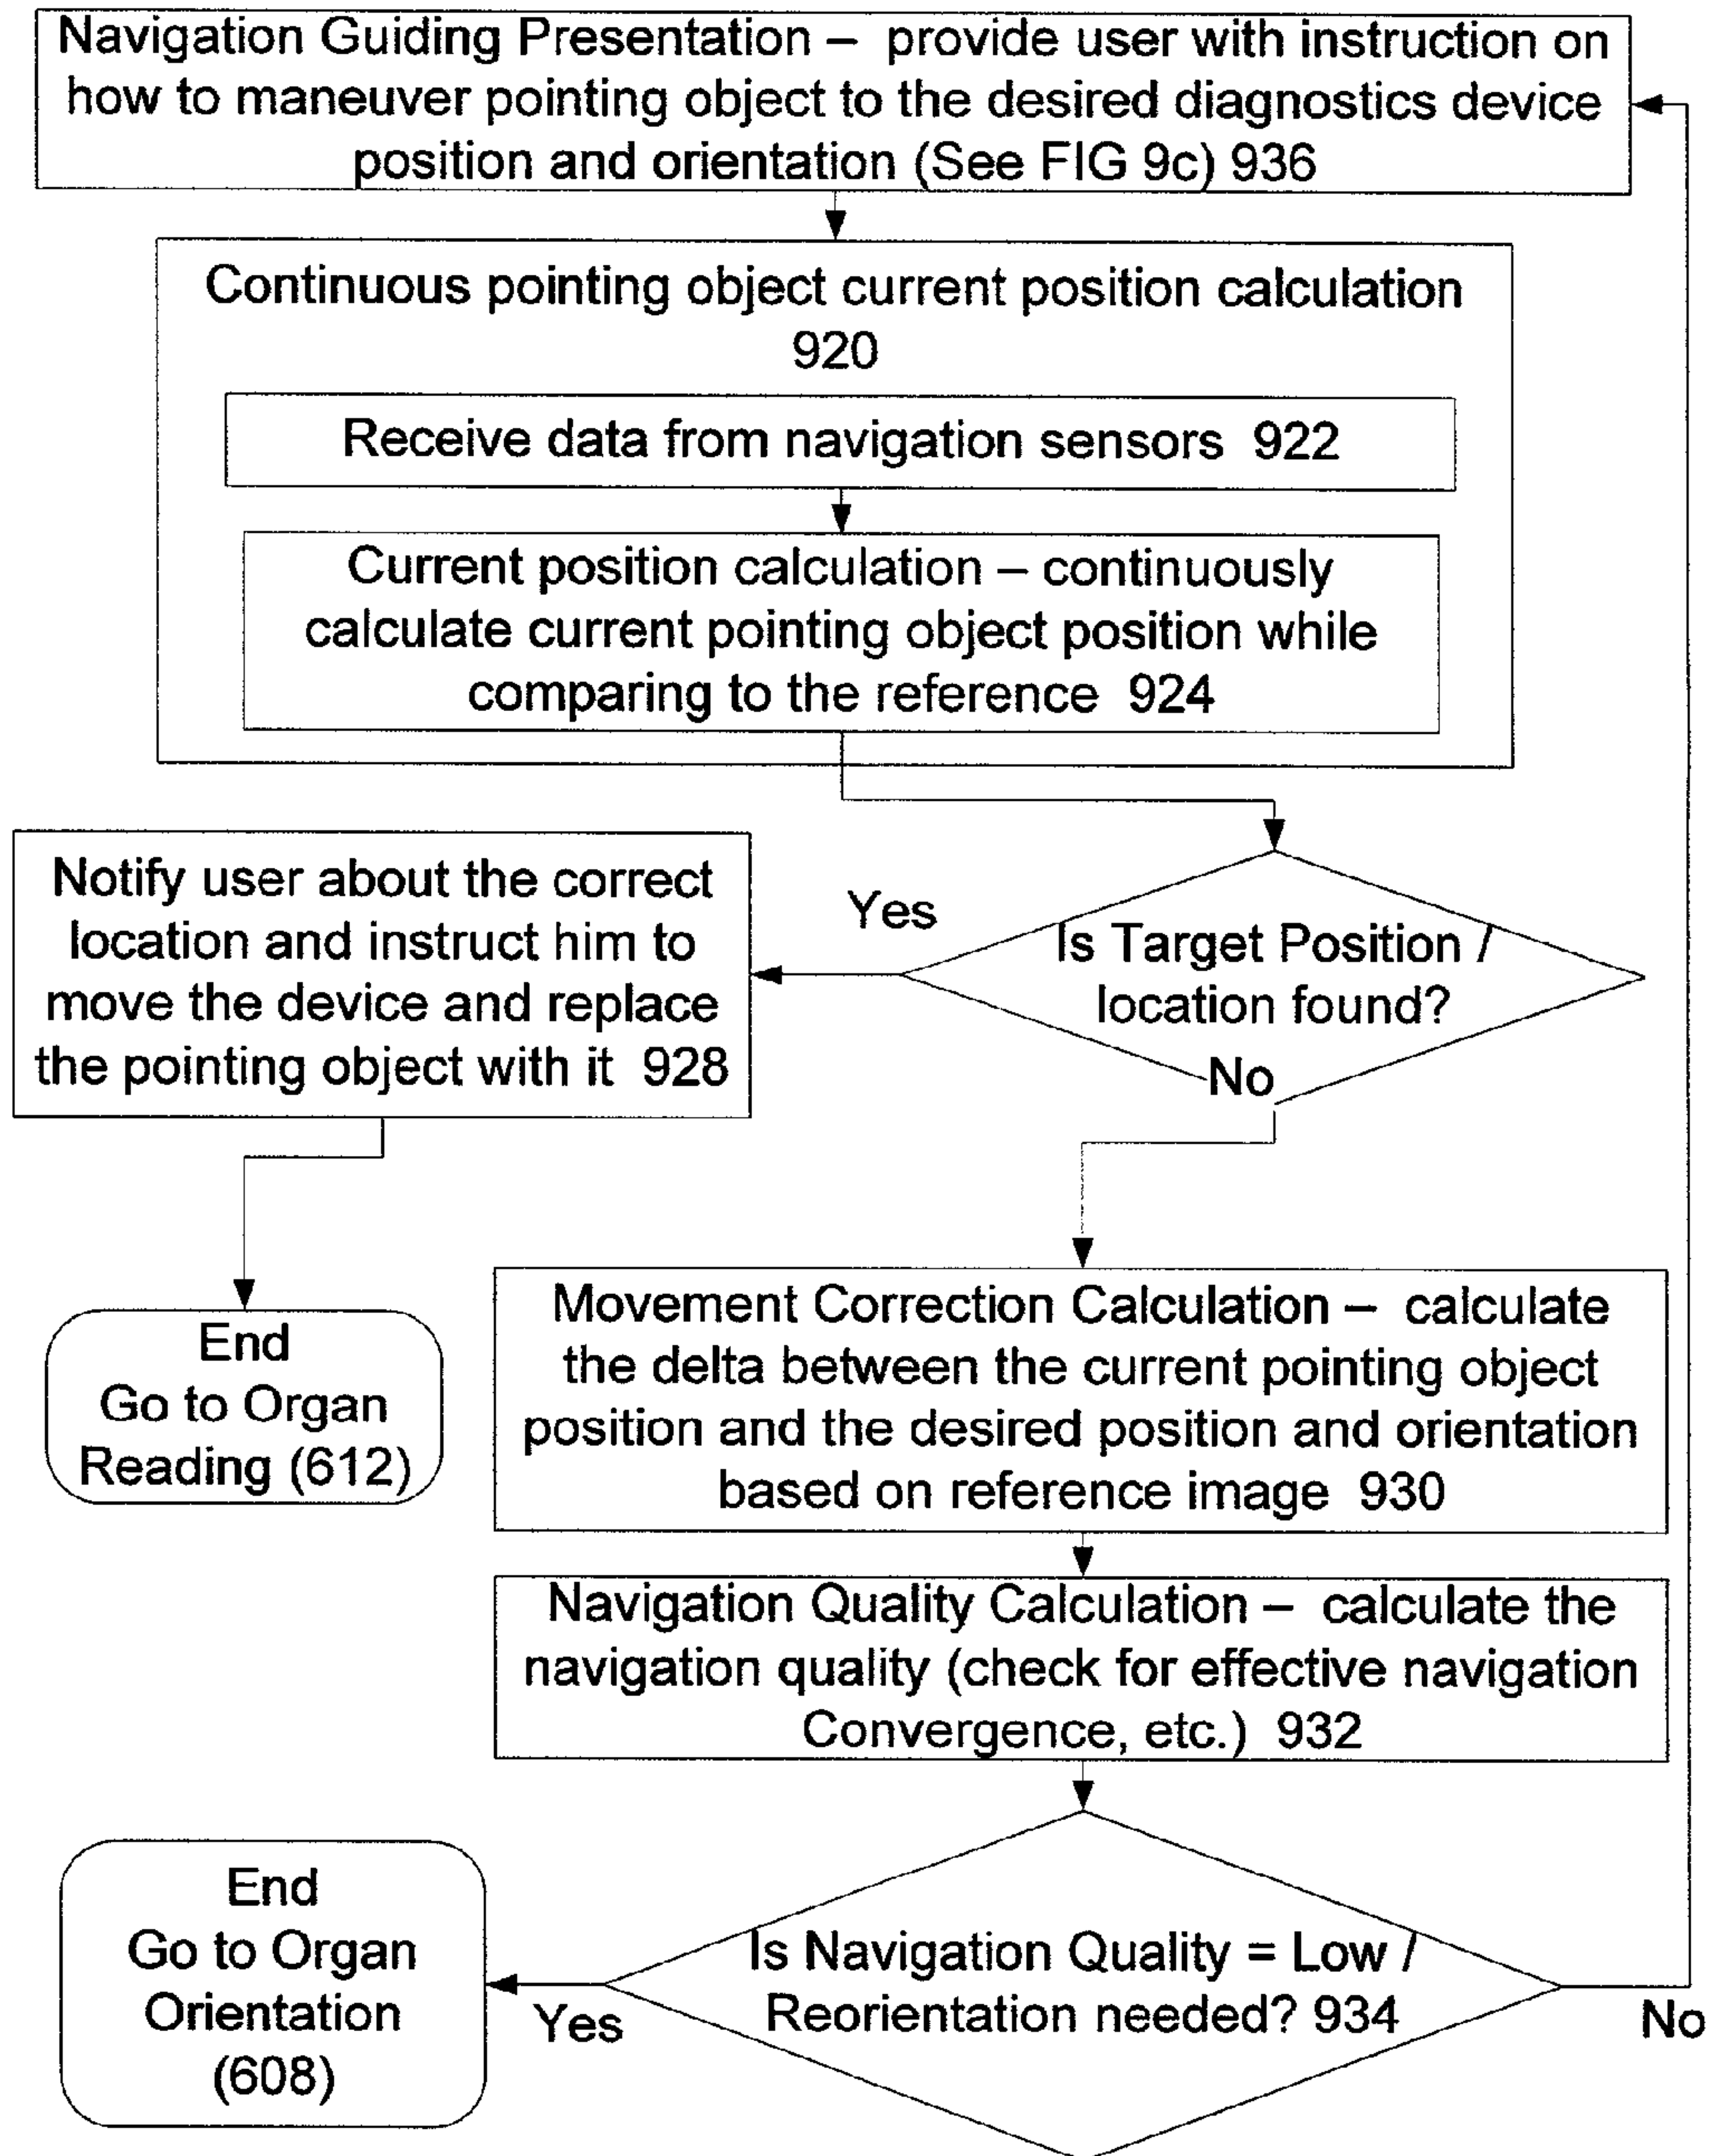 Navigation Guiding Presentation – provide user with instruction on
how to maneuver pointing object to the desired diagnostics device
position and orientation (See FIG 9c) 936
Continuous pointing object current position calculation
920
Receive data from navigation sensors 922
Current position calculation – continuously
calculate current pointing object position while
comparing to the reference 924
Is Target Position /
location found?
Yes
No
Notify user about the correct
location and instruct him to
move the device and replace
the pointing object with it 928
End
Go to Organ
Reading (612)
Movement Correction Calculation – calculate
the delta between the current pointing object
position and the desired position and orientation
based on reference image 930
Navigation Quality Calculation – calculate the
navigation quality (check for effective navigation
Convergence, etc.) 932
Is Navigation Quality = Low /
Reorientation needed? 934
Yes
No
End
Go to Organ
Orientation
(608)